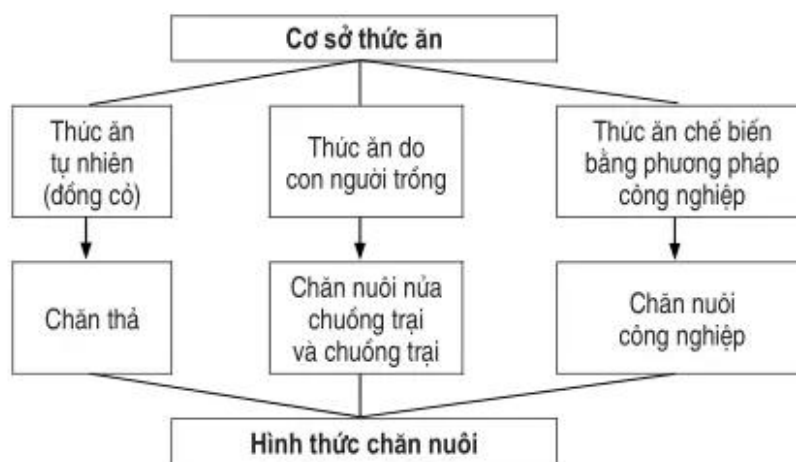 Cơ sở thức ăn
Thức ăn
tự nhiên
(đồng cỏ)
Thức ăn do
con người trồng
Thức ăn chế biến
bằng phương pháp
công nghiệp
Chăn thả
Chăn nuôi nửa
chuồng trại
và chuồng trại
Chăn nuôi
công nghiệp
Hình thức chăn nuôi